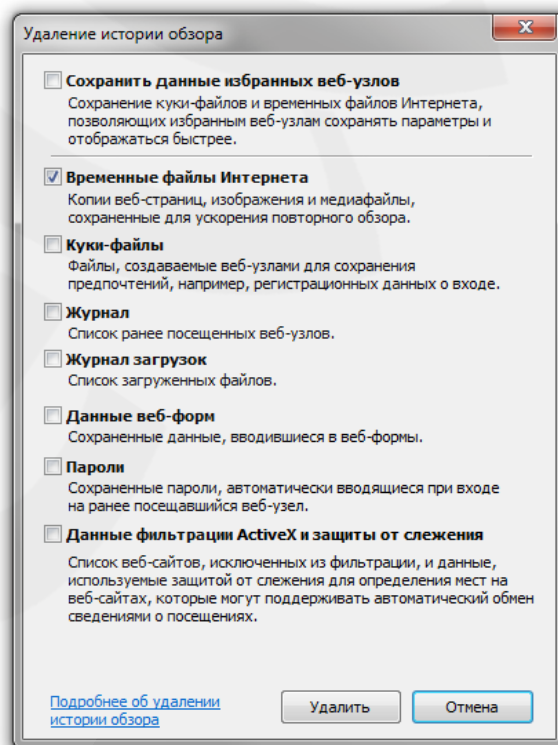 Удаление истории обзора
Сохранить данные избранных веб-узлов
Сохранение куки-файлов и временных файлов Интернета,
позволяющих избранным веб-узлам сохранять параметры и
отображаться быстрее.
Временные файлы Интернета
Копии веб-страниц, изображения и медиафайлы,
сохраненные для ускорения повторного обзора.
Куки-файлы
Файлы, создаваемые веб-узлами для сохранения
предпочтений, например, регистрационных данных о входе.
Журнал
Список ранее посещенных веб-узлов.
Журнал загрузок
Список загруженных файлов.
Данные веб-форм
Сохраненные данные, вводившиеся в веб-формы.
Пароли
Сохраненные пароли, автоматически вводящиеся при входе
на ранее посещавшийся веб-узел.
Данные фильтрации ActiveX и защиты от слежения
Список веб-сайтов, исключенных из фильтрации, и данные,
используемые защитой от слежения для определения мест на
веб-сайтах, которые могут поддерживать автоматический обмен
сведениями о посещениях.
Подробнее об удалении
истории обзора
Удалить
Отмена